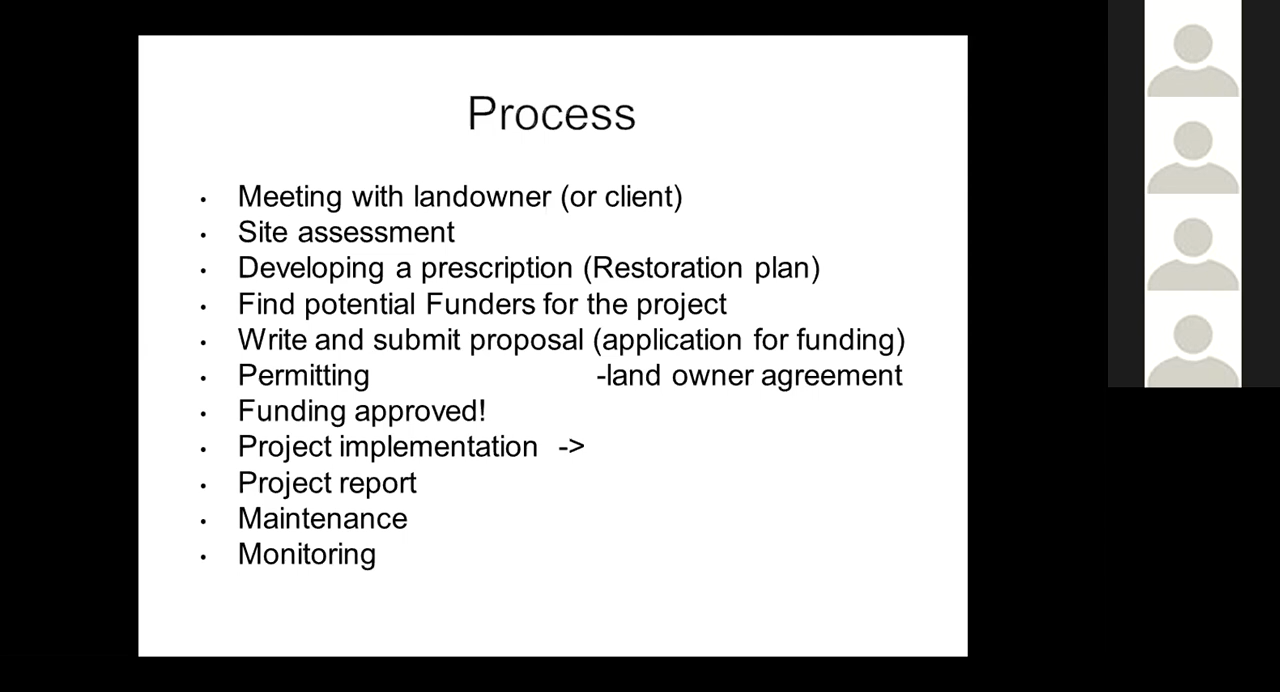 Process
• Meeting with landowner (or client)
• Site assessment
• Developing a prescription (Restoration plan)
• Find potential Funders for the project
• Write and submit proposal (application for funding)
• Permitting -land owner agreement
• Funding approved!
• Project implementation ->
• Project report
• Maintenance
• Monitoring